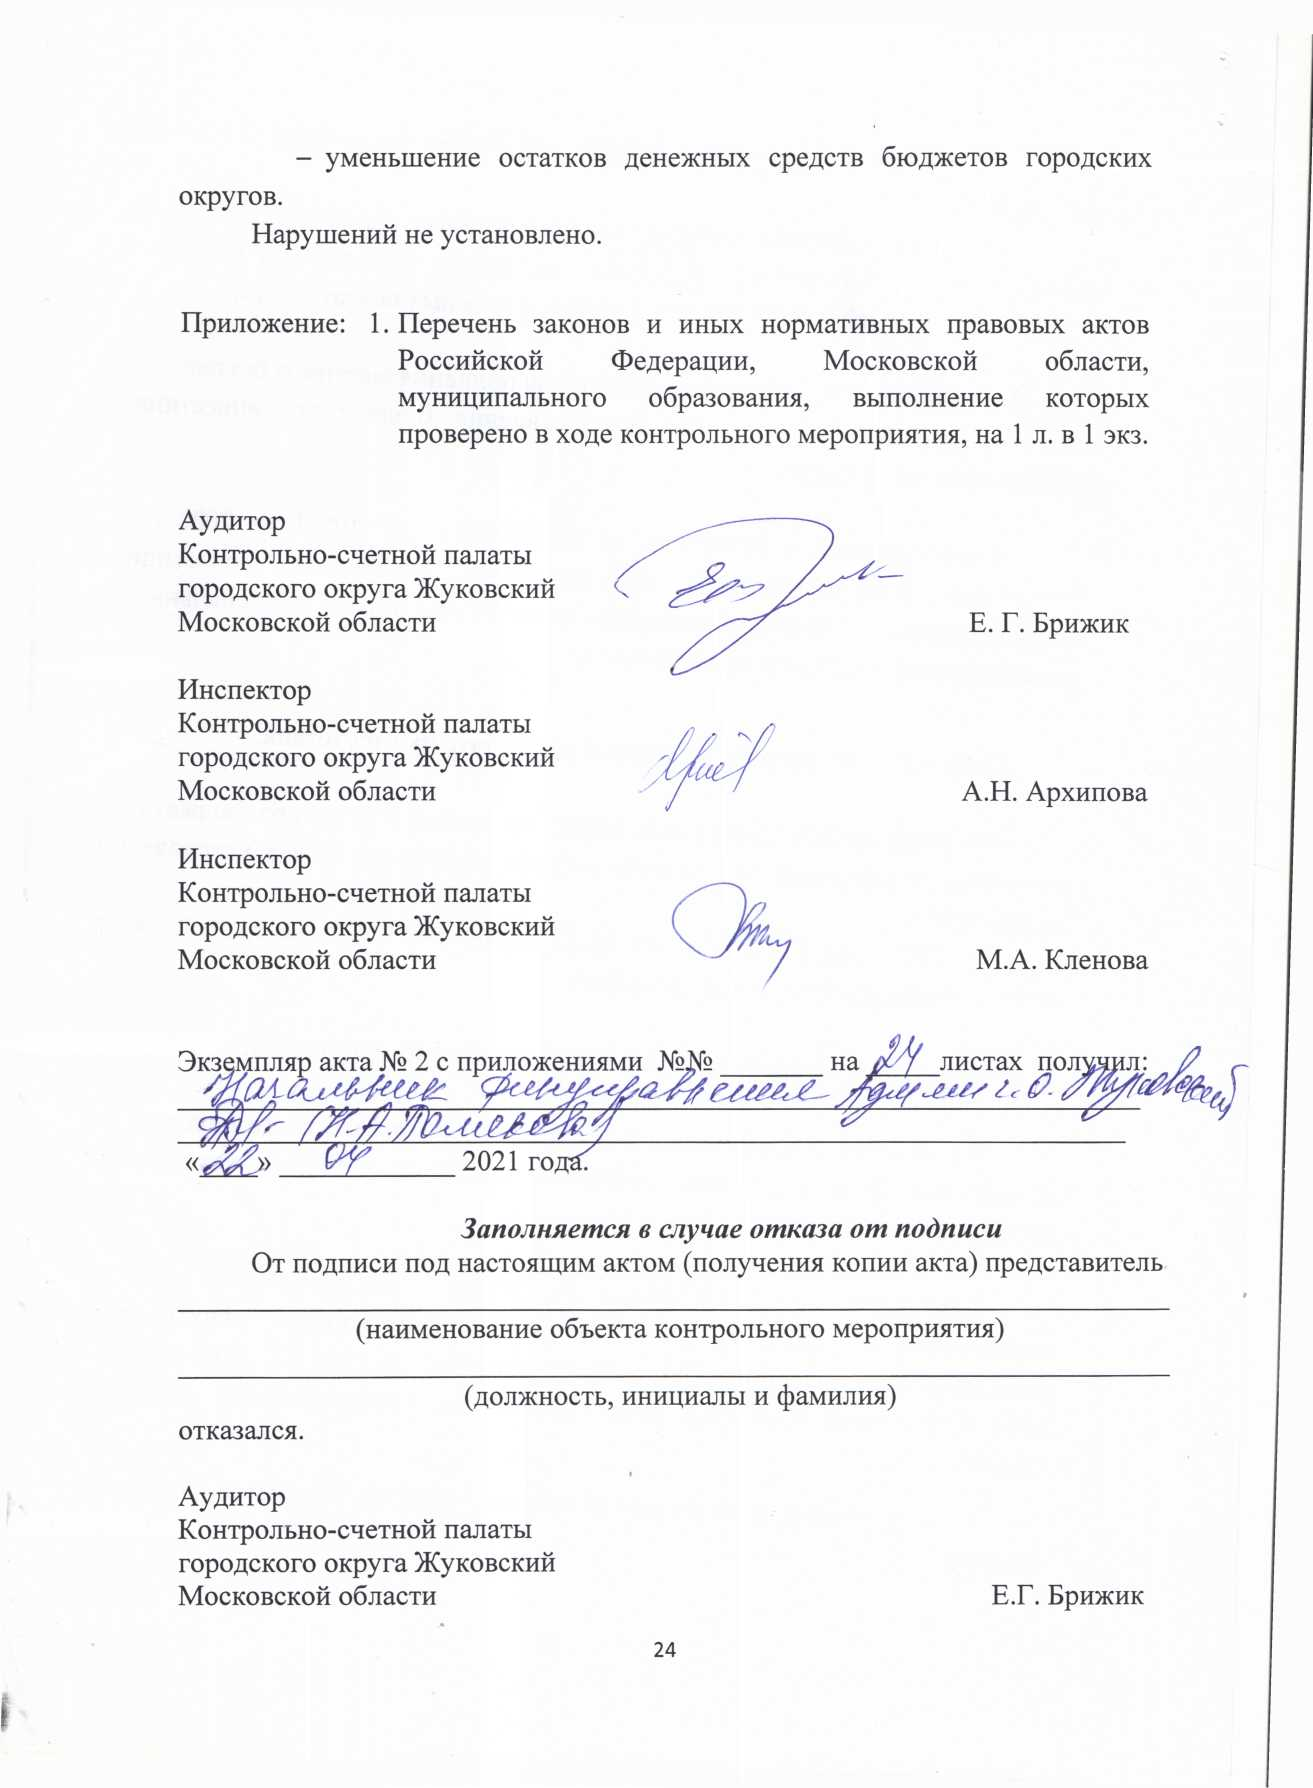 – уменьшение остатков денежных средств бюджетов городских
округов.
Нарушений не установлено.
Приложение: 1. Перечень законов и иных нормативных правовых актов
Российской Федерации, Московской области,
муниципального образования, выполнение которых
проверено в ходе контрольного мероприятия, на 1 л. в 1 экз.
Аудитор
Контрольно-счетной палаты
городского округа Жуковский
Московской области Е. Г. Брижик
Инспектор
Контрольно-счетной палаты
городского округа Жуковский
Московской области А.Н. Архипова
Инспектор
Контрольно-счетной палаты
городского округа Жуковский
Московской области М.А. Кленова
Экземпляр акта № 2 с приложениями №№ _______ на 24 листах получил:
Начальник Финуправления Админ г.о. Жуковский
(Н.А.
«22» 04 2021 года.
Заполняется в случае отказа от подписи
От подписи под настоящим актом (получения копии акта) представитель
(наименование объекта контрольного мероприятия)
(должность, инициалы и фамилия)
отказался.
Аудитор
Контрольно-счетной палаты
городского округа Жуковский
Московской области Е.Г. Брижик
24